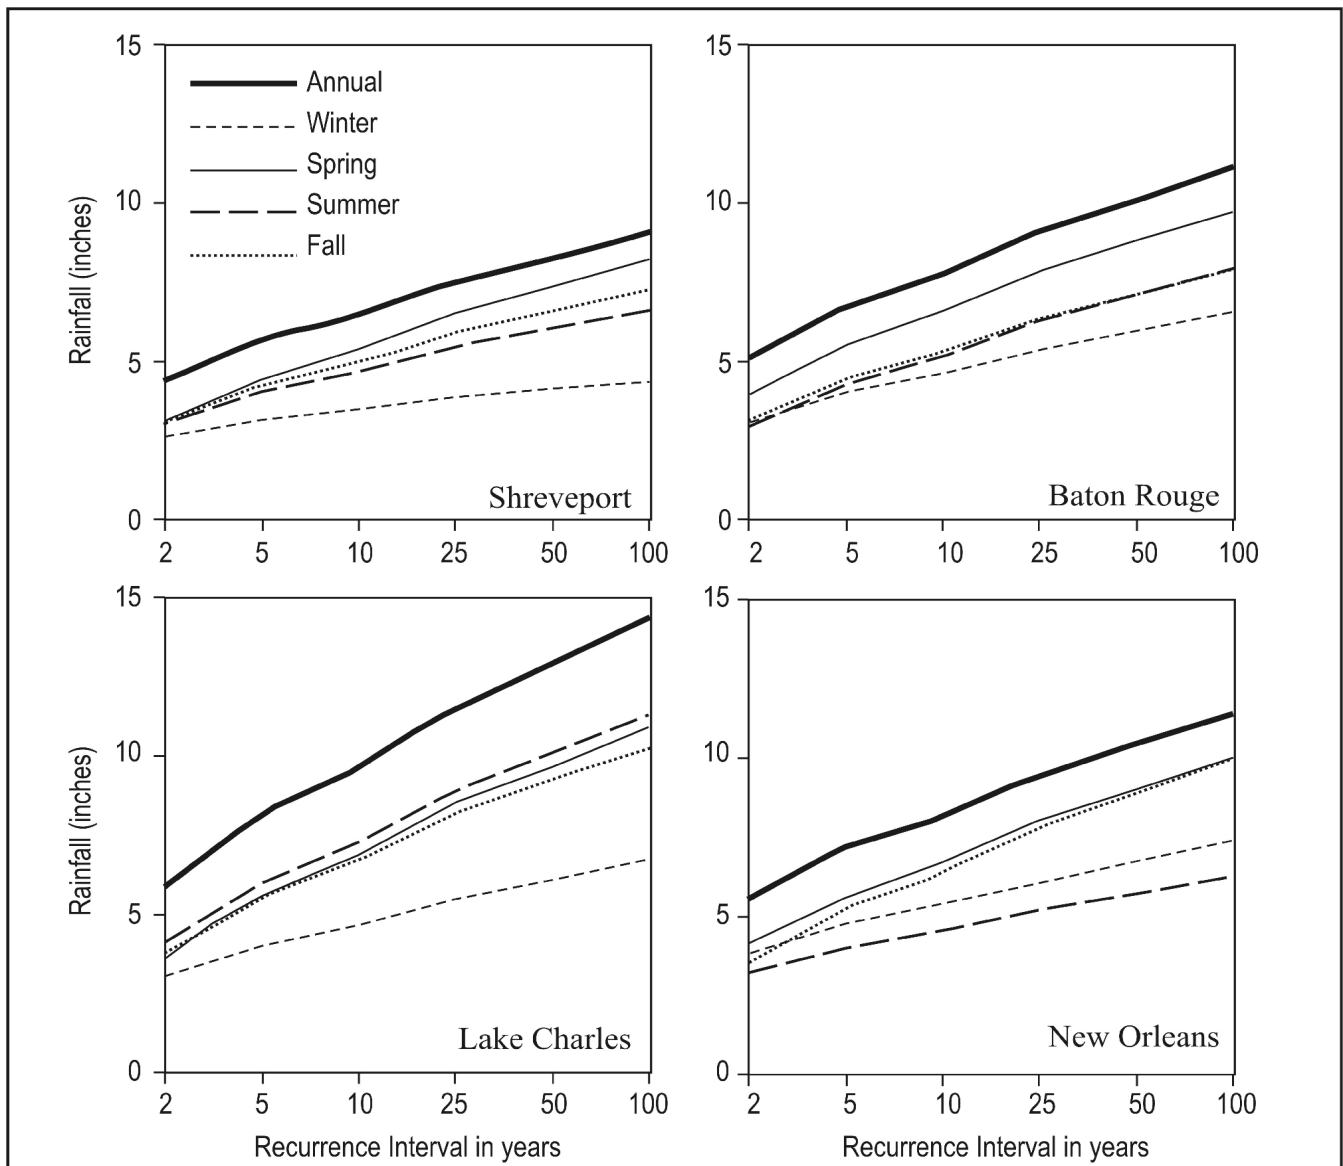 15
10
5
0
Rainfall (inches)
Annual
Winter
Spring
Summer
Fall
Shreveport
2 5 10 25 50 100
15
10
5
0
Baton Rouge
2 5 10 25 50 100
15
10
5
0
Rainfall (inches)
Lake Charles
2 5 10 25 50 100
Recurrence Interval in years
15
10
5
0
New Orleans
2 5 10 25 50 100
Recurrence Interval in years